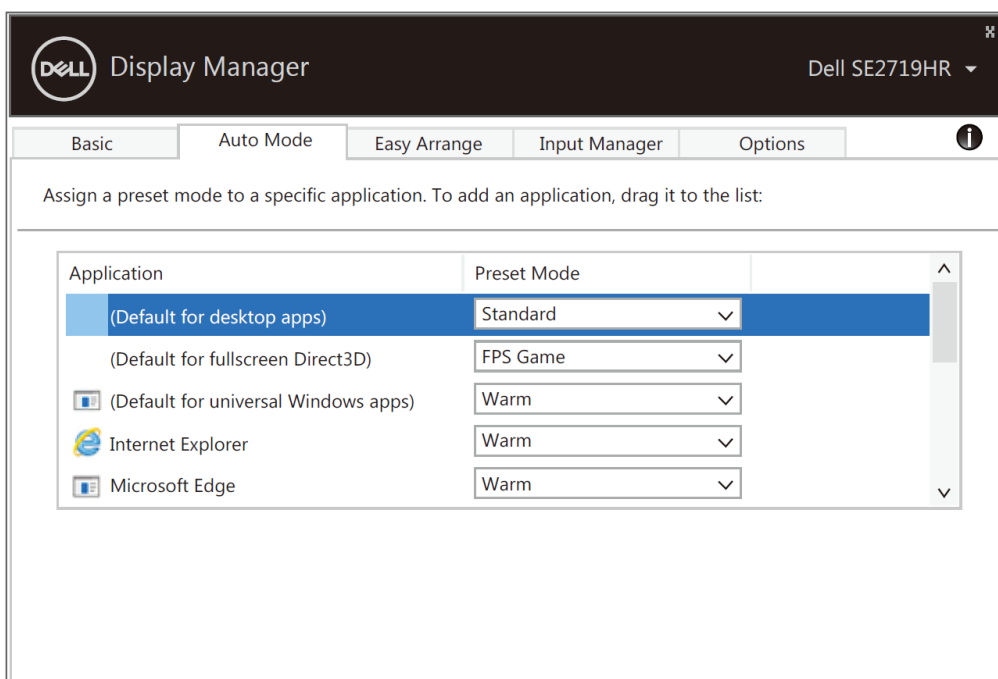 DELL Display Manager
Dell SE2719HR
Basic Auto Mode Easy Arrange Input Manager Options
Assign a preset mode to a specific application. To add an application, drag it to the list:
Application Preset Mode
(Default for desktop apps) Standard
(Default for fullscreen Direct3D) FPS Game
(Default for universal Windows apps) Warm
Internet Explorer Warm
Microsoft Edge Warm